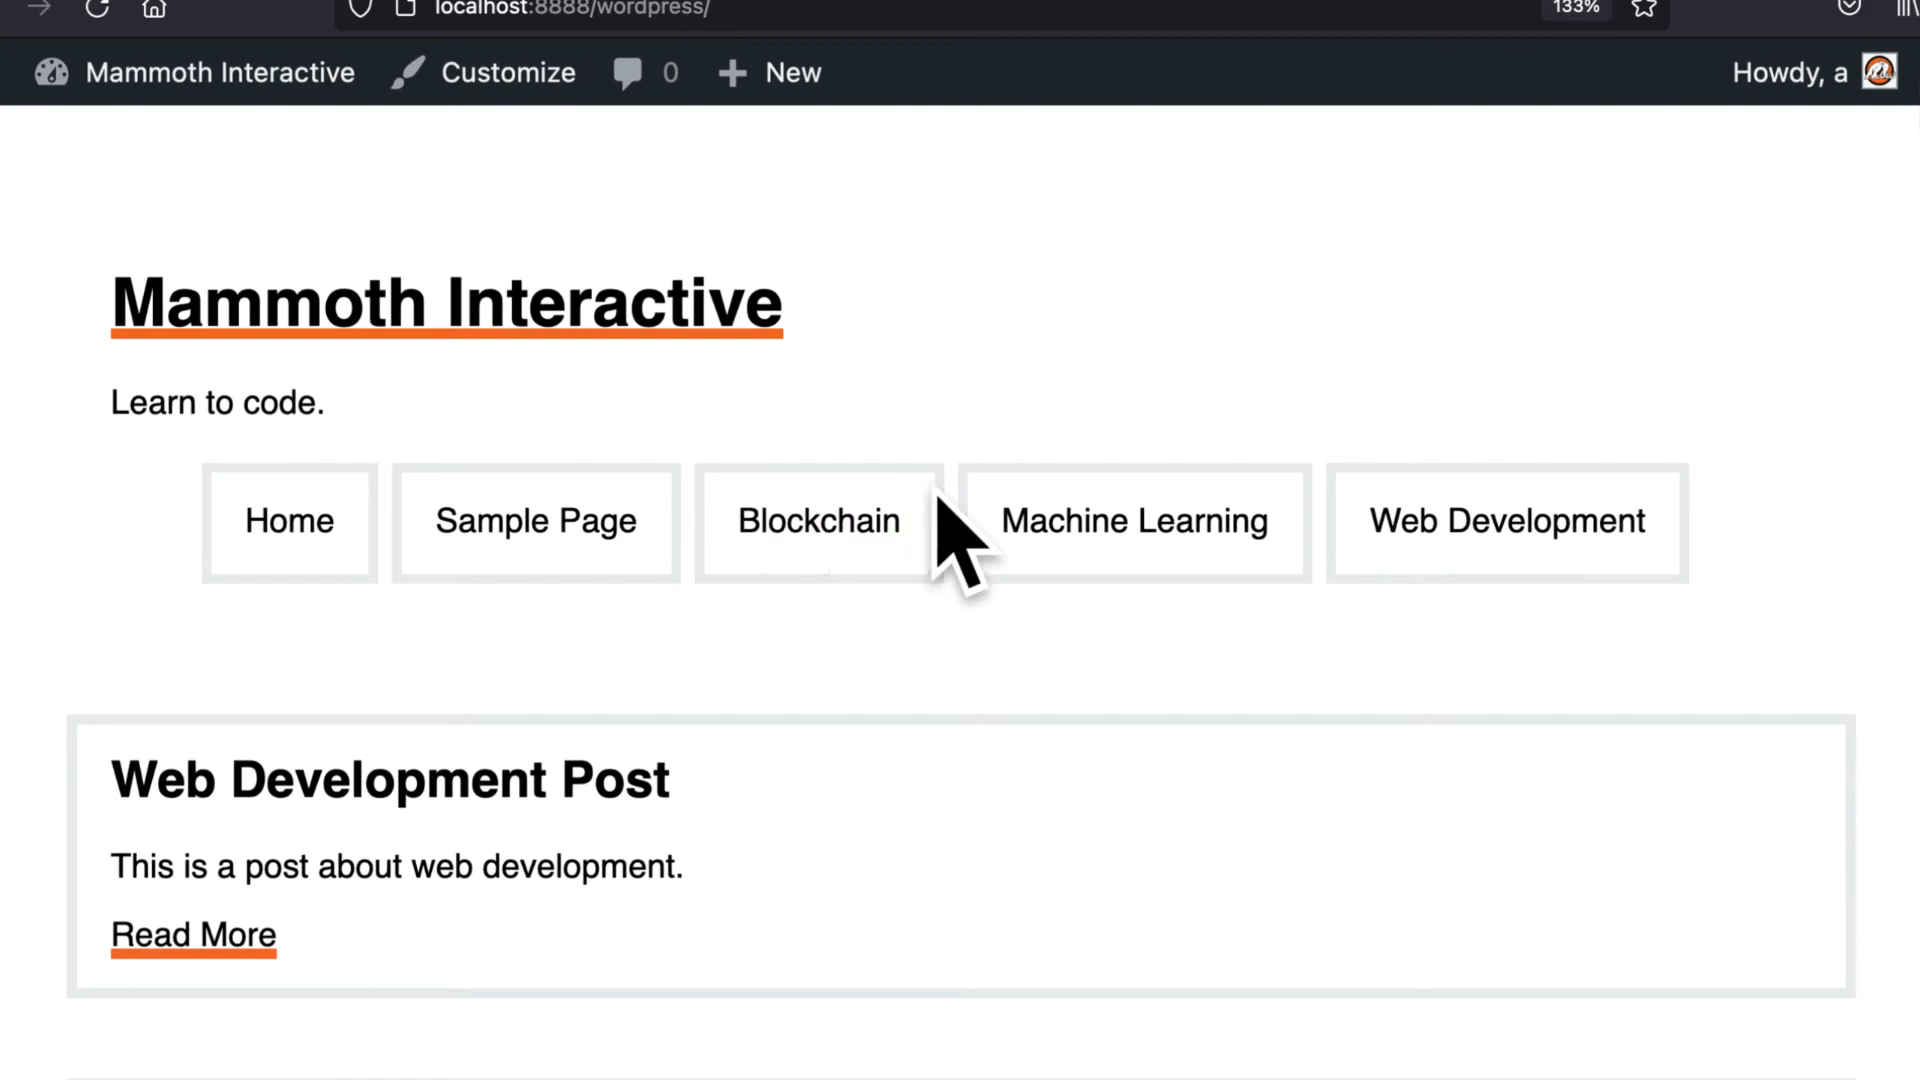 localhost:8888/wordpress/ 133%
Mammoth Interactive Customize 0 New Howdy, a
Mammoth Interactive
Learn to code.
Home Sample Page Blockchain Machine Learning Web Development
Web Development Post
This is a post about web development.
Read More